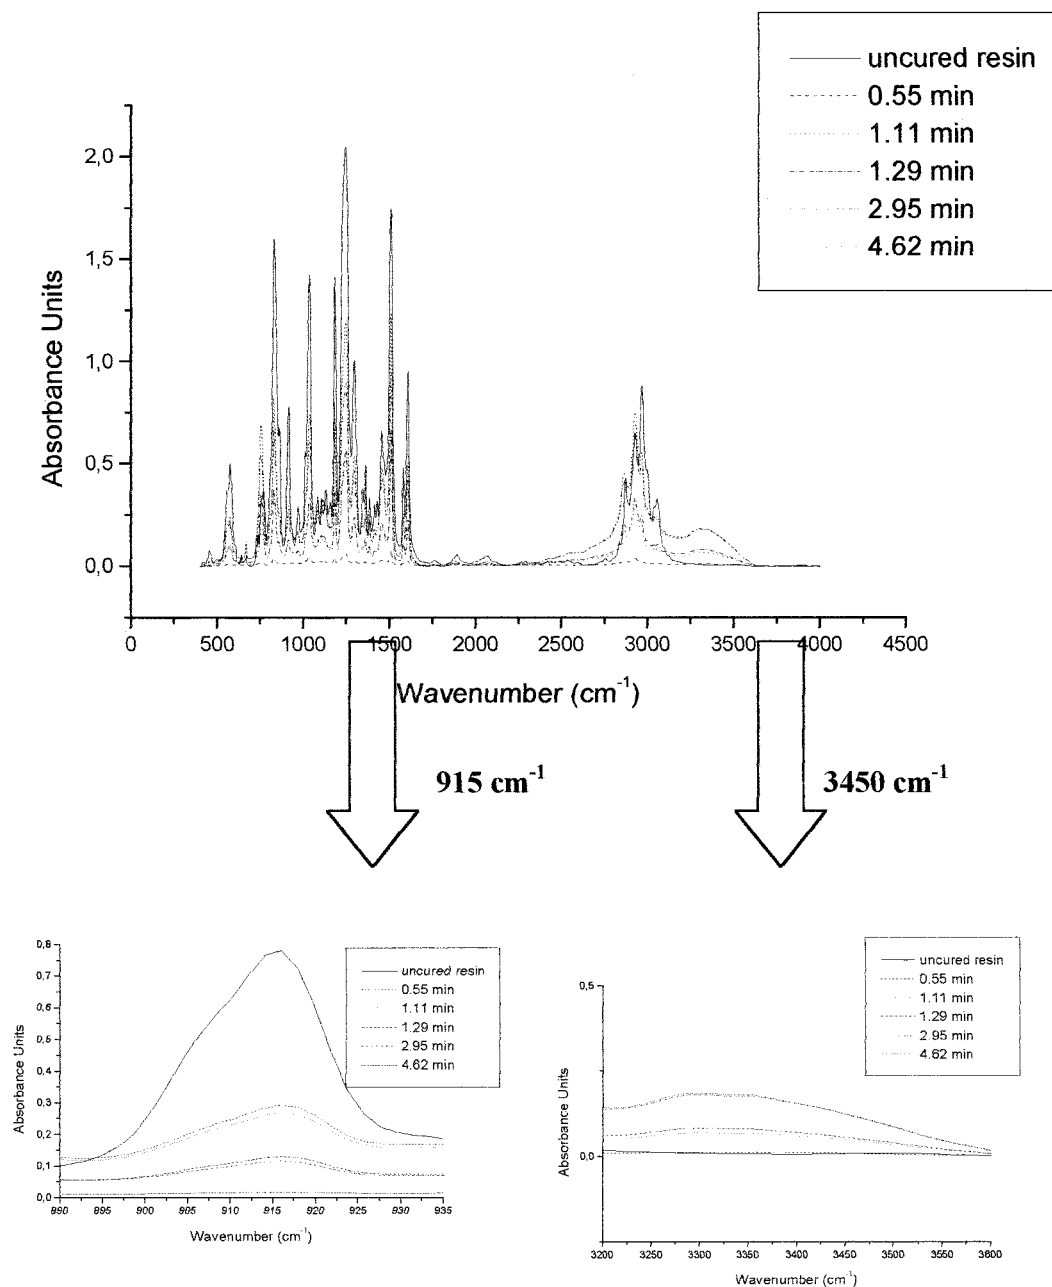 uncured resin
0.55 min
1.11 min
1.29 min
2.95 min
4.62 min
Absorbance Units
2,0
1,5
1,0
0,5
0,0
0 500 1000 1500 2000 2500 3000 3500 4000 4500
Wavenumber (cm-1)
915 cm-1
3450 cm-1
uncured resin
0.55 min
1.11 min
1.29 min
2.95 min
4.62 min
Absorbance Units
0,8
0,7
0,6
0,5
0,4
0,3
0,2
0,1
0,0
890 895 900 905 910 915 920 925 930 935
Wavenumber (cm-1)
uncured resin
0.55 min
1.11 min
1.29 min
2.95 min
4.62 min
Absorbance Units
0,5
0,0
3200 3250 3300 3350 3400 3450 3500 3550 3600
Wavenumber (cm-1)